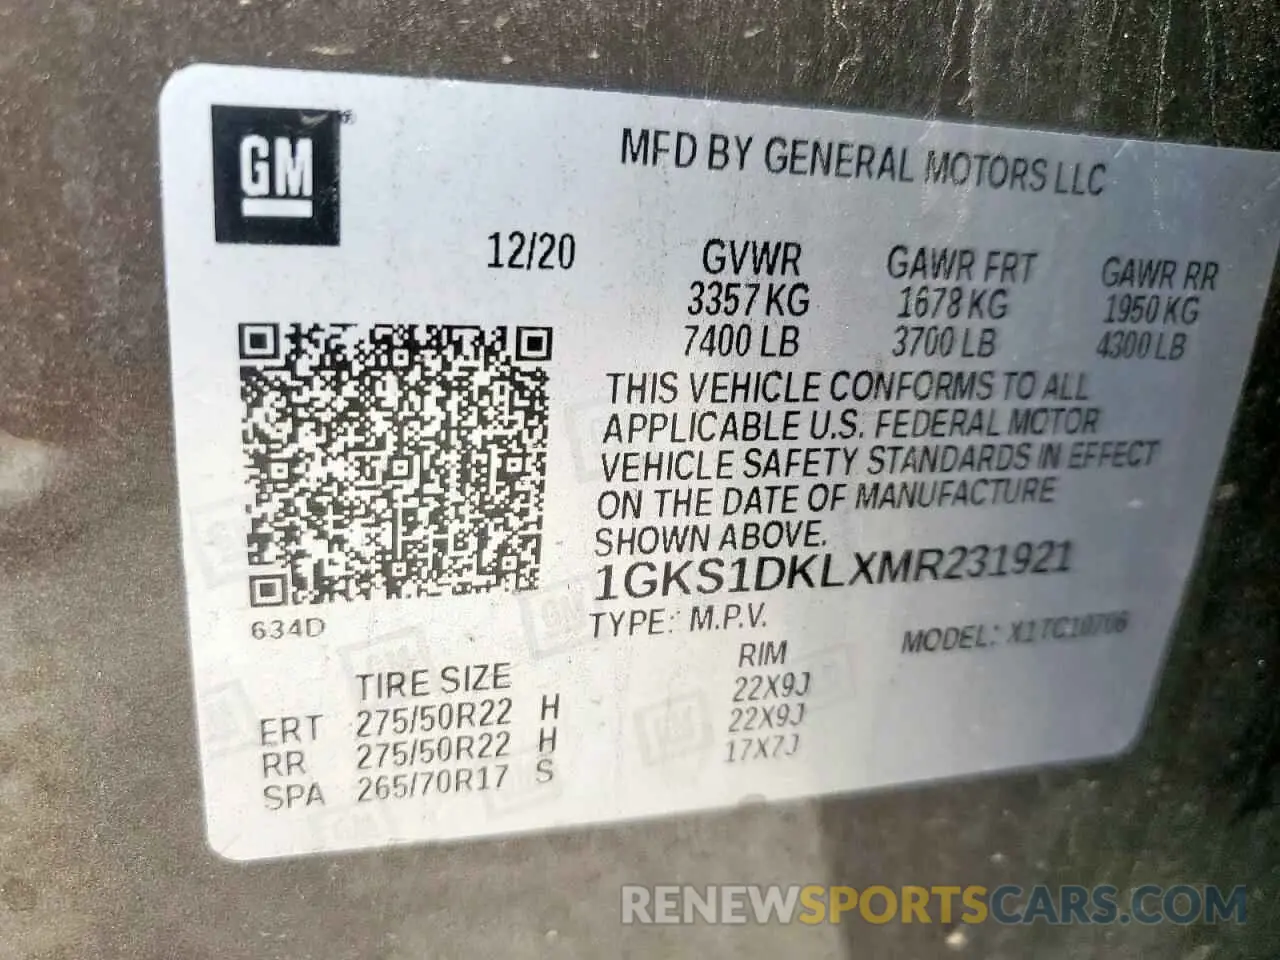 GM
MFD BY GENERAL MOTORS LLC
12/20
GVWR GAWR FRT GAWR RR
3357 KG 1678 KG 1950 KG
7400 LB 3700 LB 4300 LB
THIS VEHICLE CONFORMS TO ALL
APPLICABLE U.S. FEDERAL MOTOR
VEHICLE SAFETY STANDARDS IN EFFECT
ON THE DATE OF MANUFACTURE
SHOWN ABOVE.
1GKS1DKLXMR231921
634D
TYPE: M.P.V. MODEL:
TIRE SIZE RIM
FRT 275/50R22 H 22X9J
RR 275/50R22 H 22X9J
SPA 265/70R17 S 17X7J
RENEWSPORTSCARS.COM